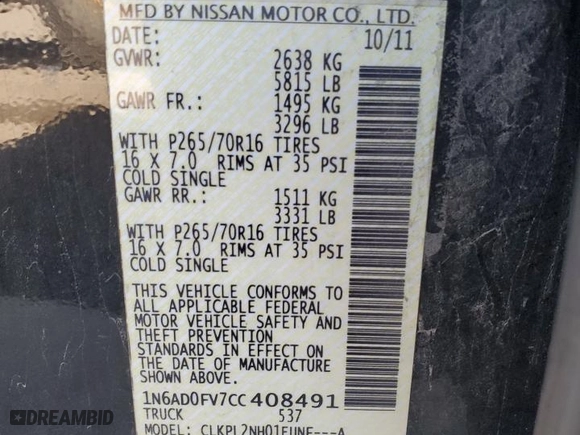 MFD BY NISSAN MOTOR CO., LTD.
DATE: 10/11
GVWR: 2638 KG
5815 LB
GAWR FR.: 1495 KG
3296 LB
WITH P265/70R16 TIRES
16 X 7.0 RIMS AT 35 PSI
COLD SINGLE
GAWR RR.: 1511 KG
3331 LB
WITH P265/70R16 TIRES
16 X 7.0 RIMS AT 35 PSI
COLD SINGLE
THIS VEHICLE CONFORMS TO
ALL APPLICABLE FEDERAL
MOTOR VEHICLE SAFETY AND
THEFT PREVENTION
STANDARDS IN EFFECT ON
THE DATE OF MANUFACTURE
SHOWN ABOVE.
1N6AD0FV7CC408491
TRUCK 537
MODEL:
AUTOBIDCAR